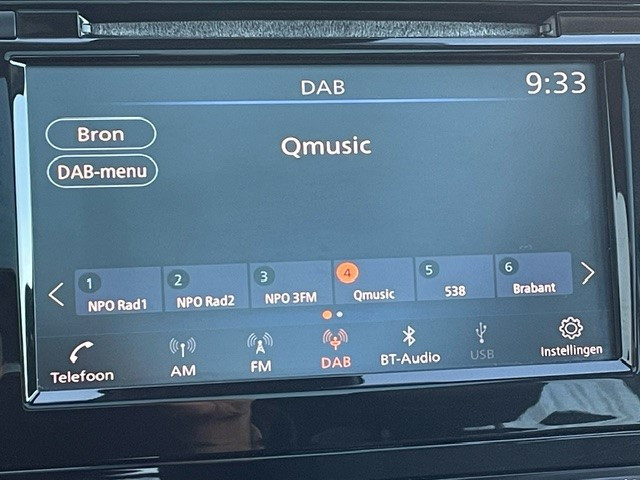 DAB
9:33
Bron
Qmusic
DAB-menu
1 2 3 4 5 6
NPO Rad1 NPO Rad2 NPO 3FM Qmusic 538 Brabant
Telefoon AM FM DAB BT-Audio USB Instellingen